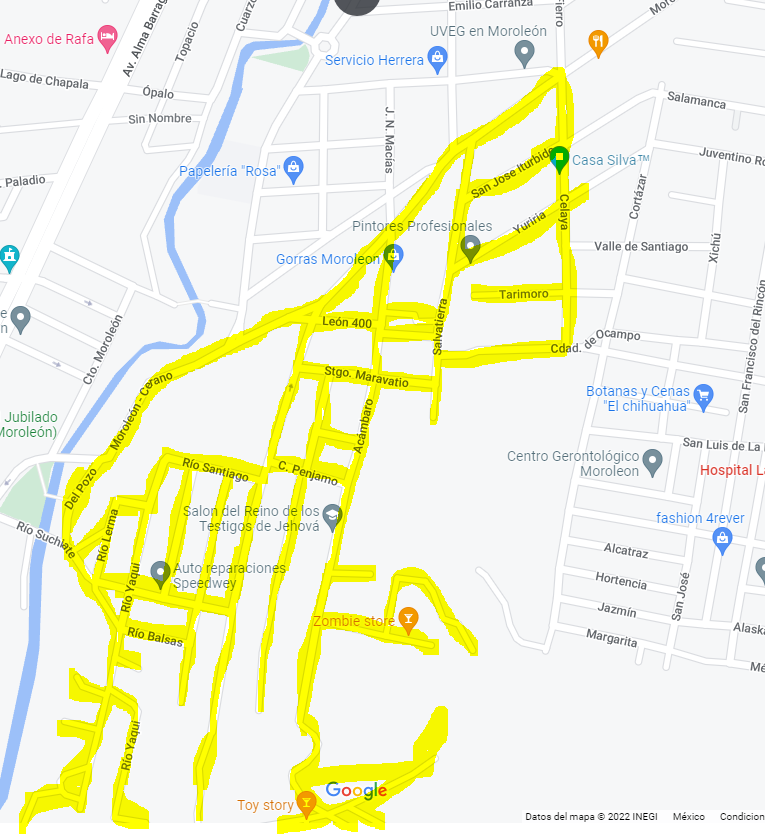 Emilio Carranza
Fierro
Cuarzo
UVEG en Moroleón
Anexo de Rafa
Av. Alma Barrag
Topacio
Servicio Herrera
More
Lago de Chapala
Ópalo
Salamanca
Sin Nombre
J. N. Macías
San Jose Iturbide
Casa Silva™
Juventino Ro
Papelería "Rosa"
Paladio
Cortázar
Celaya
Yuriria
Pintores Profesionales
Valle de Santiago
Xichú
Gorras Moroleon
Tarimoro
León 400
Salvatierra
Cto. Moroleón
Cdad. de Ocampo
San Francisco del Rincón
Stgo. Maravatio
Moroleón - Cerano
Botanas y Cenas
"El chihuahua"
Jubilado
Moroleón)
Acámbaro
San Luis de La
Centro Gerontológico
Moroleon
Hospital La
Río Santiago
C. Penjamo
Del Pozo
Salon del Reino de los
Testigos de Jehová
fashion 4rever
Río Suchiate
Río Lerma
Alcatraz
Auto reparaciones
Speedwey
Río Yaqui
Hortencia
San José
Jazmín
Zombie store
Alaska
Río Balsas
Margarita
Mé
Río Yaqui
Google
Toy story
Datos del mapa © 2022 INEGI México Condicion